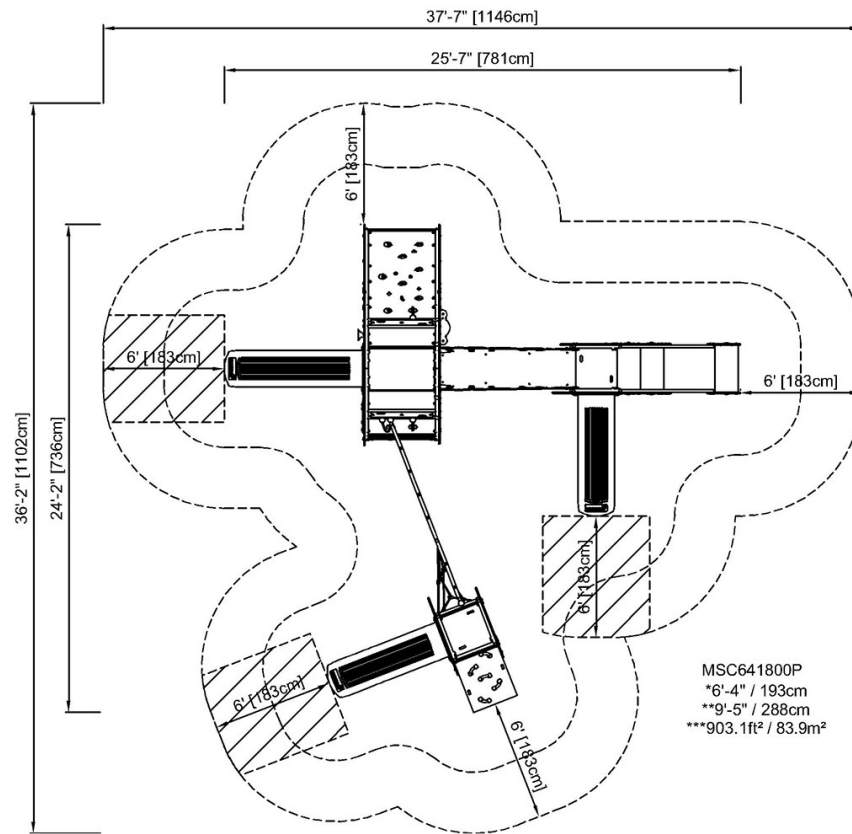 37'-7" [1146cm]
25'-7" [781cm]
6' [183cm]
36'-2" [1102cm]
24'-2" [736cm]
6' [183cm]
6' [183cm]
6' [183cm]
6' [183cm]
6' [183cm]
MSC641800P
*6'-4" / 193cm
**9'-5" / 288cm
***903.1ft² / 83.9m²